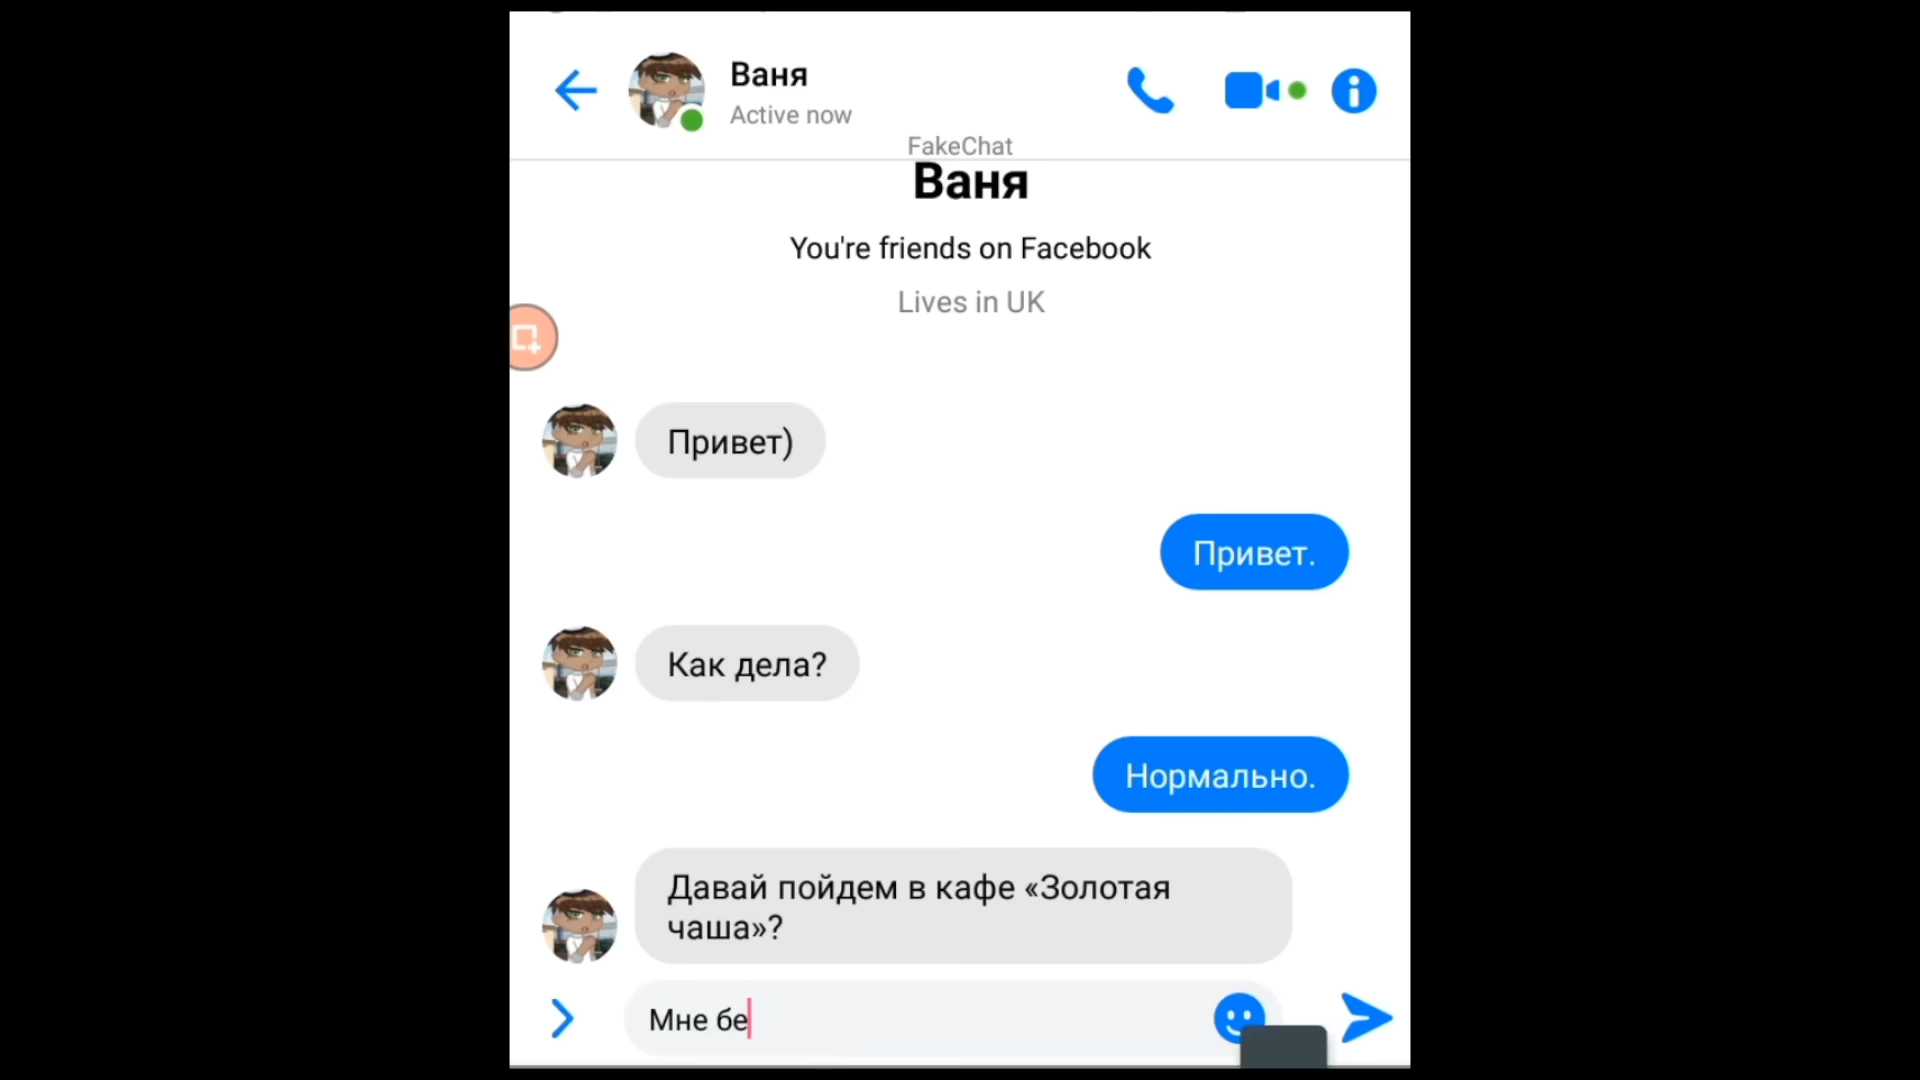 Ваня
Active now
FakeChat
Ваня
You're friends on Facebook
Lives in UK
Привет)
Привет.
Как дела?
Нормально.
Давай пойдем в кафе «Золотая
чаша»?
Мне бе